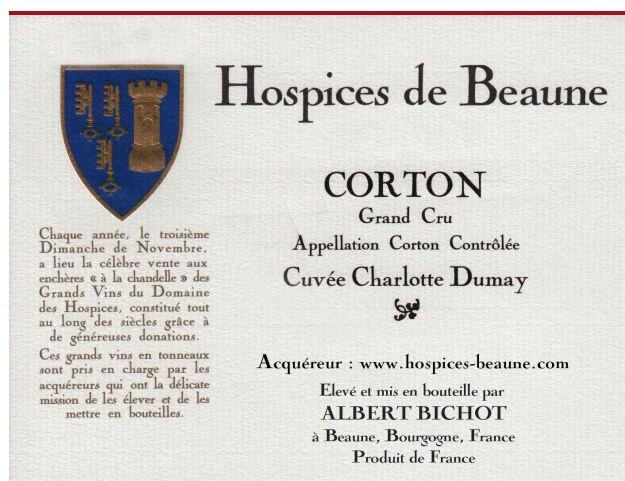 Hospices de Beaune
CORTON
Grand Cru
Appellation Corton Contrôlée
Cuvée Charlotte Dumay
Chaque année, le troisième
Dimanche de Novembre,
a lieu la célèbre vente aux
enchères « à la chandelle » des
Grands Vins du Domaine
des Hospices, constitué tout
au long des siècles grâce à
de généreuses donations.
Ces grands vins en tonneaux
sont pris en charge par les
acquéreurs qui ont la délicate
mission de les élever et de les
mettre en bouteilles.
Acquéreur : www.hospices-beaune.com
Elevé et mis en bouteille par
ALBERT BICHOT
à Beaune, Bourgogne, France
Produit de France